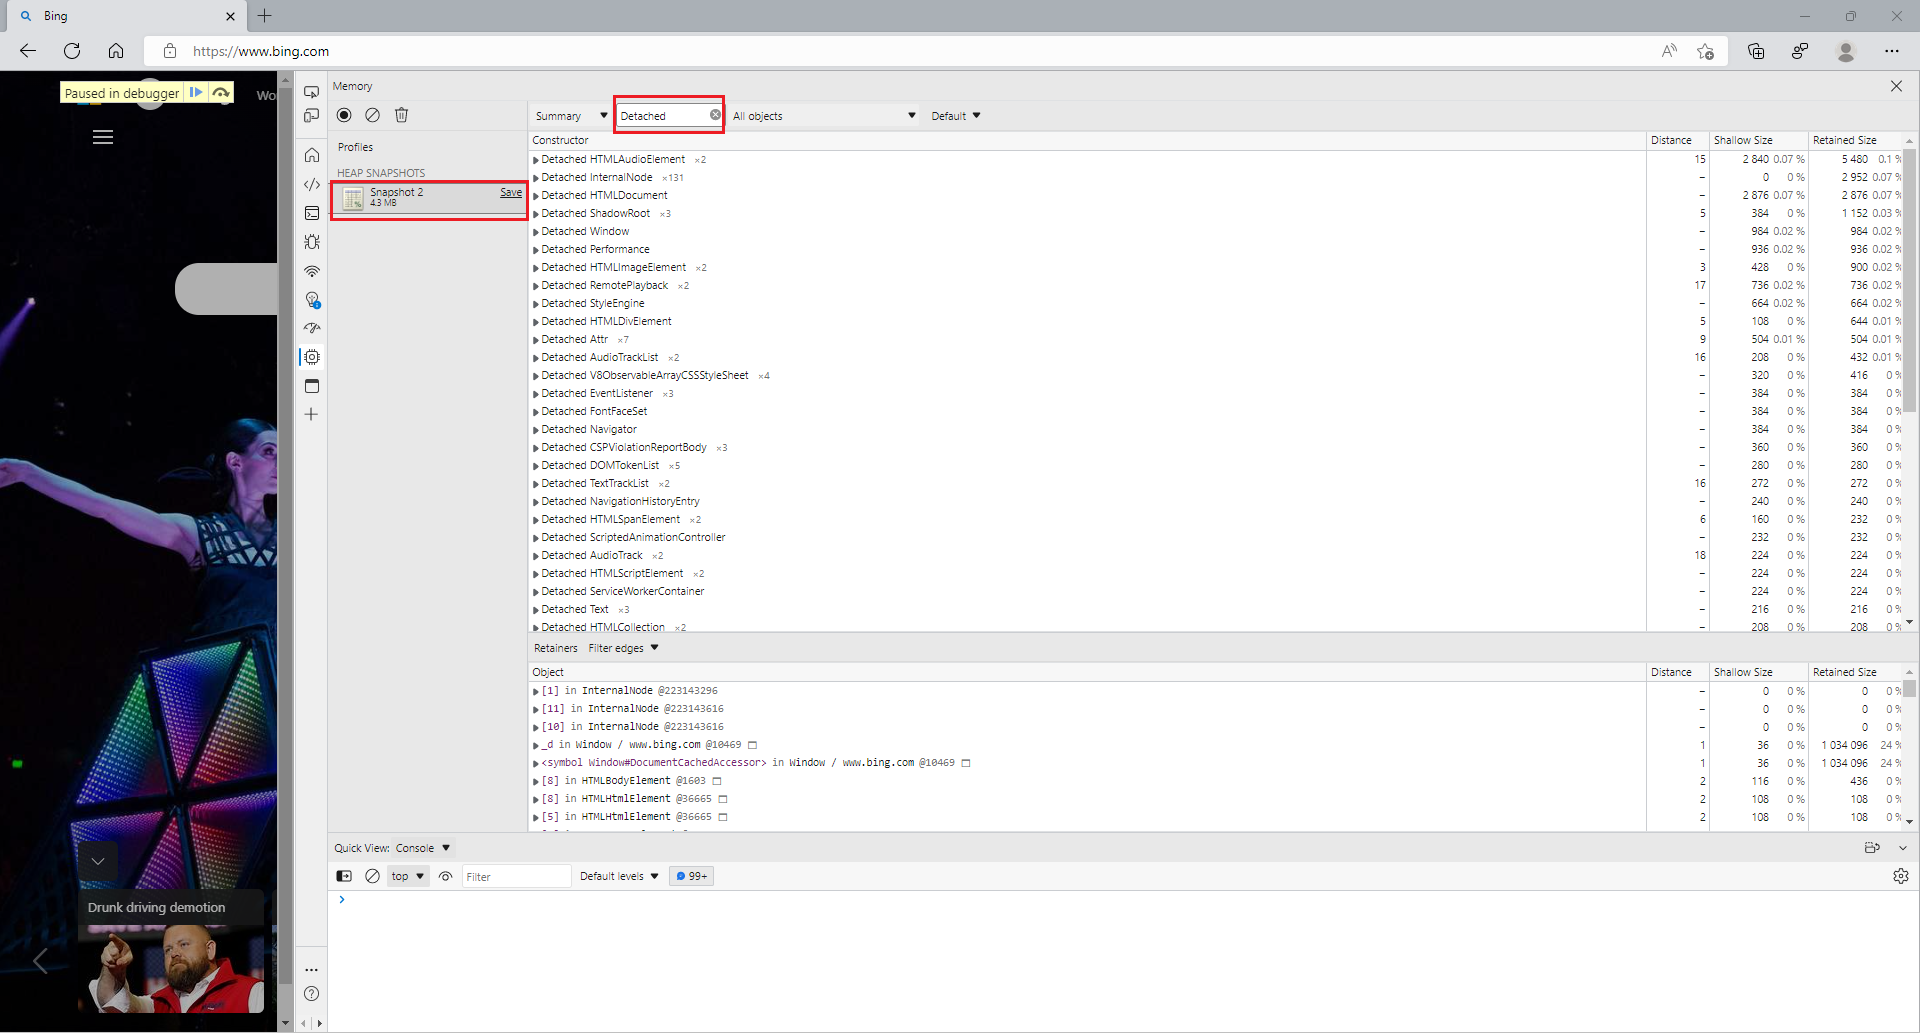 Bing
https://www.bing.com
Paused in debugger
Wo
Drunk driving demotion
Memory
Profiles
HEAP SNAPSHOTS
Snapshot 2 Save
4.3 MB
Summary Detached All objects Default
Constructor Distance Shallow Size Retained Size
Detached HTMLAudioElement ×2 15 2 840 0.07 % 5 480 0.1 %
Detached InternalNode ×131 – 0 0 % 2 952 0.07 %
Detached HTMLDocument – 2 876 0.07 % 2 876 0.07 %
Detached ShadowRoot ×3 5 384 0 % 1 152 0.03 %
Detached Window – 984 0.02 % 984 0.02 %
Detached Performance – 936 0.02 % 936 0.02 %
Detached HTMLImageElement ×2 3 428 0 % 900 0.02 %
Detached RemotePlayback ×2 17 736 0.02 % 736 0.02 %
Detached StyleEngine – 664 0.02 % 664 0.02 %
Detached HTMLDivElement 5 108 0 % 644 0.01 %
Detached Attr ×7 9 504 0.01 % 504 0.01 %
Detached AudioTrackList ×2 16 208 0 % 432 0.01 %
Detached V8ObservableArrayCSSStyleSheet ×4 – 320 0 % 416 0 %
Detached EventListener ×3 – 384 0 % 384 0 %
Detached FontFaceSet – 384 0 % 384 0 %
Detached Navigator – 384 0 % 384 0 %
Detached CSPViolationReportBody ×3 – 360 0 % 360 0 %
Detached DOMTokenList ×5 – 280 0 % 280 0 %
Detached TextTrackList ×2 16 272 0 % 272 0 %
Detached NavigationHistoryEntry – 240 0 % 240 0 %
Detached HTMLSpanElement ×2 6 160 0 % 232 0 %
Detached ScriptedAnimationController – 232 0 % 232 0 %
Detached AudioTrack ×2 18 224 0 % 224 0 %
Detached HTMLScriptElement ×2 – 224 0 % 224 0 %
Detached ServiceWorkerContainer – 224 0 % 224 0 %
Detached Text ×3 – 216 0 % 216 0 %
Detached HTMLCollection ×2 – 208 0 % 208 0 %
Retainers Filter edges
Object Distance Shallow Size Retained Size
[1] in InternalNode @223143296 – 0 0 % 0 0 %
[11] in InternalNode @223143616 – 0 0 % 0 0 %
[10] in InternalNode @223143616 – 0 0 % 0 0 %
_d in Window / www.bing.com @10469 1 36 0 % 1 034 096 24 %
<symbol Window#DocumentCachedAccessor> in Window / www.bing.com @10469 1 36 0 % 1 034 096 24 %
[8] in HTMLBodyElement @1603 2 116 0 % 436 0 %
[8] in HTMLHtmlElement @36665 2 108 0 % 108 0 %
[5] in HTMLHtmlElement @36665 2 108 0 % 108 0 %
Quick View: Console
top Filter Default levels 99+